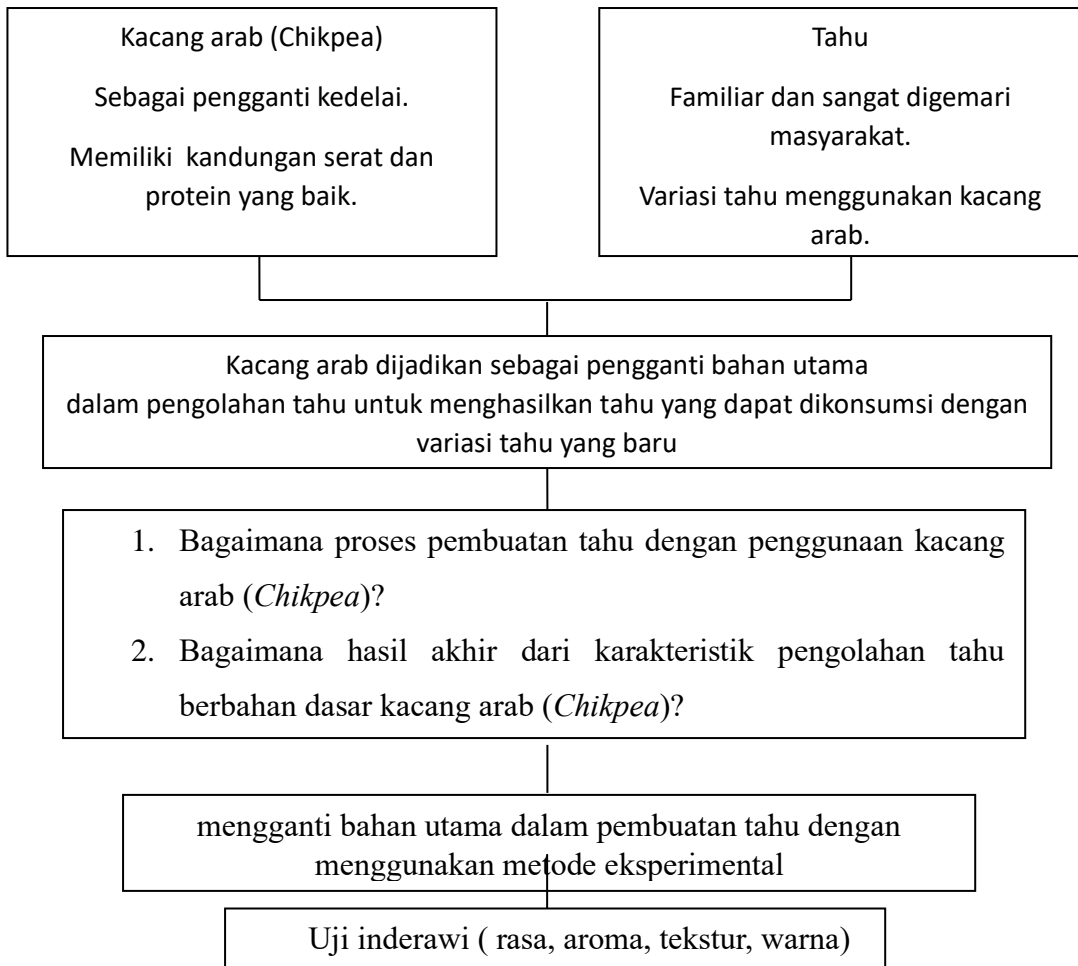 Kacang arab (Chikpea)
Sebagai pengganti kedelai.
Memiliki kandungan serat dan
protein yang baik.
Tahu
Familiar dan sangat digemari
masyarakat.
Variasi tahu menggunakan kacang
arab.
Kacang arab dijadikan sebagai pengganti bahan utama
dalam pengolahan tahu untuk menghasilkan tahu yang dapat dikonsumsi dengan
variasi tahu yang baru
1. Bagaimana proses pembuatan tahu dengan penggunaan kacang
arab (Chikpea)?
2. Bagaimana hasil akhir dari karakteristik pengolahan tahu
berbahan dasar kacang arab (Chikpea)?
mengganti bahan utama dalam pembuatan tahu dengan
menggunakan metode eksperimental
Uji inderawi ( rasa, aroma, tekstur, warna)